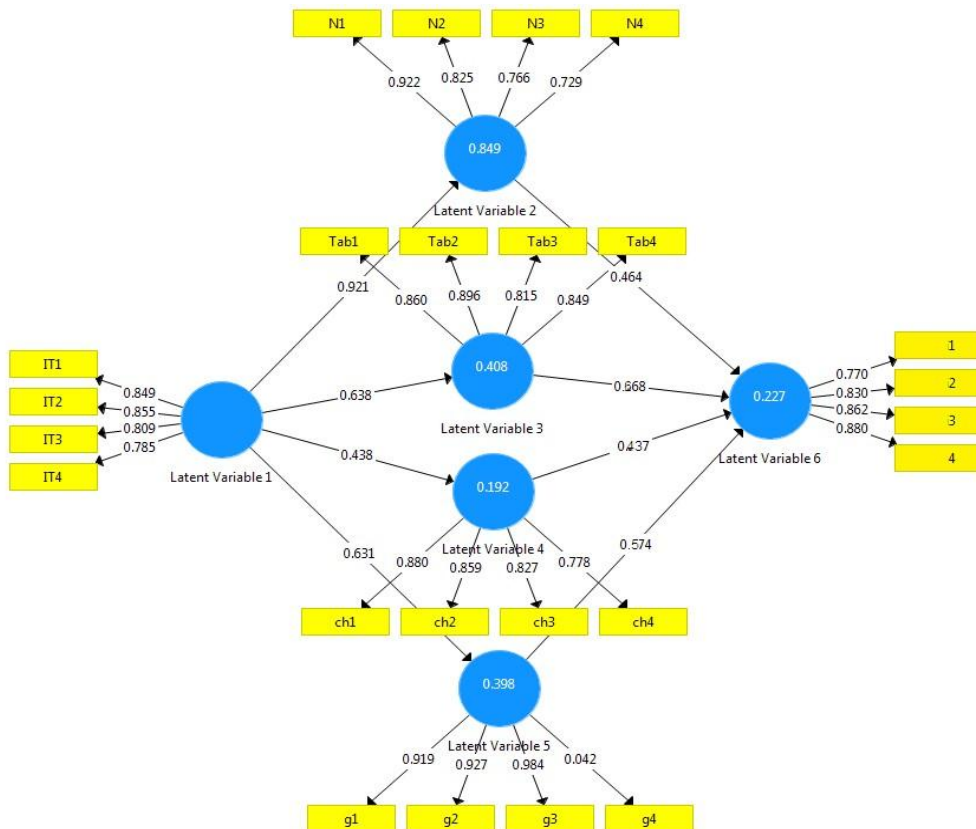 N1 N2 N3 N4
0.922 0.825 0.766 0.729
0.849
Latent Variable 2
Tab1 Tab2 Tab3 Tab4
0.921 0.860 0.896 0.815 0.849 0.464
IT1
IT2
IT3
IT4
0.849
0.855
0.809
0.785
0.638 0.408 0.668 0.227
Latent Variable 1
Latent Variable 3
Latent Variable 6
1
2
3
4
0.770
0.830
0.862
0.880
0.438 0.192 0.437
Latent Variable 4
0.631 0.880 0.859 0.827 0.778 0.574
ch1 ch2 ch3 ch4
0.398
Latent Variable 5
0.919 0.927 0.984 0.042
g1 g2 g3 g4